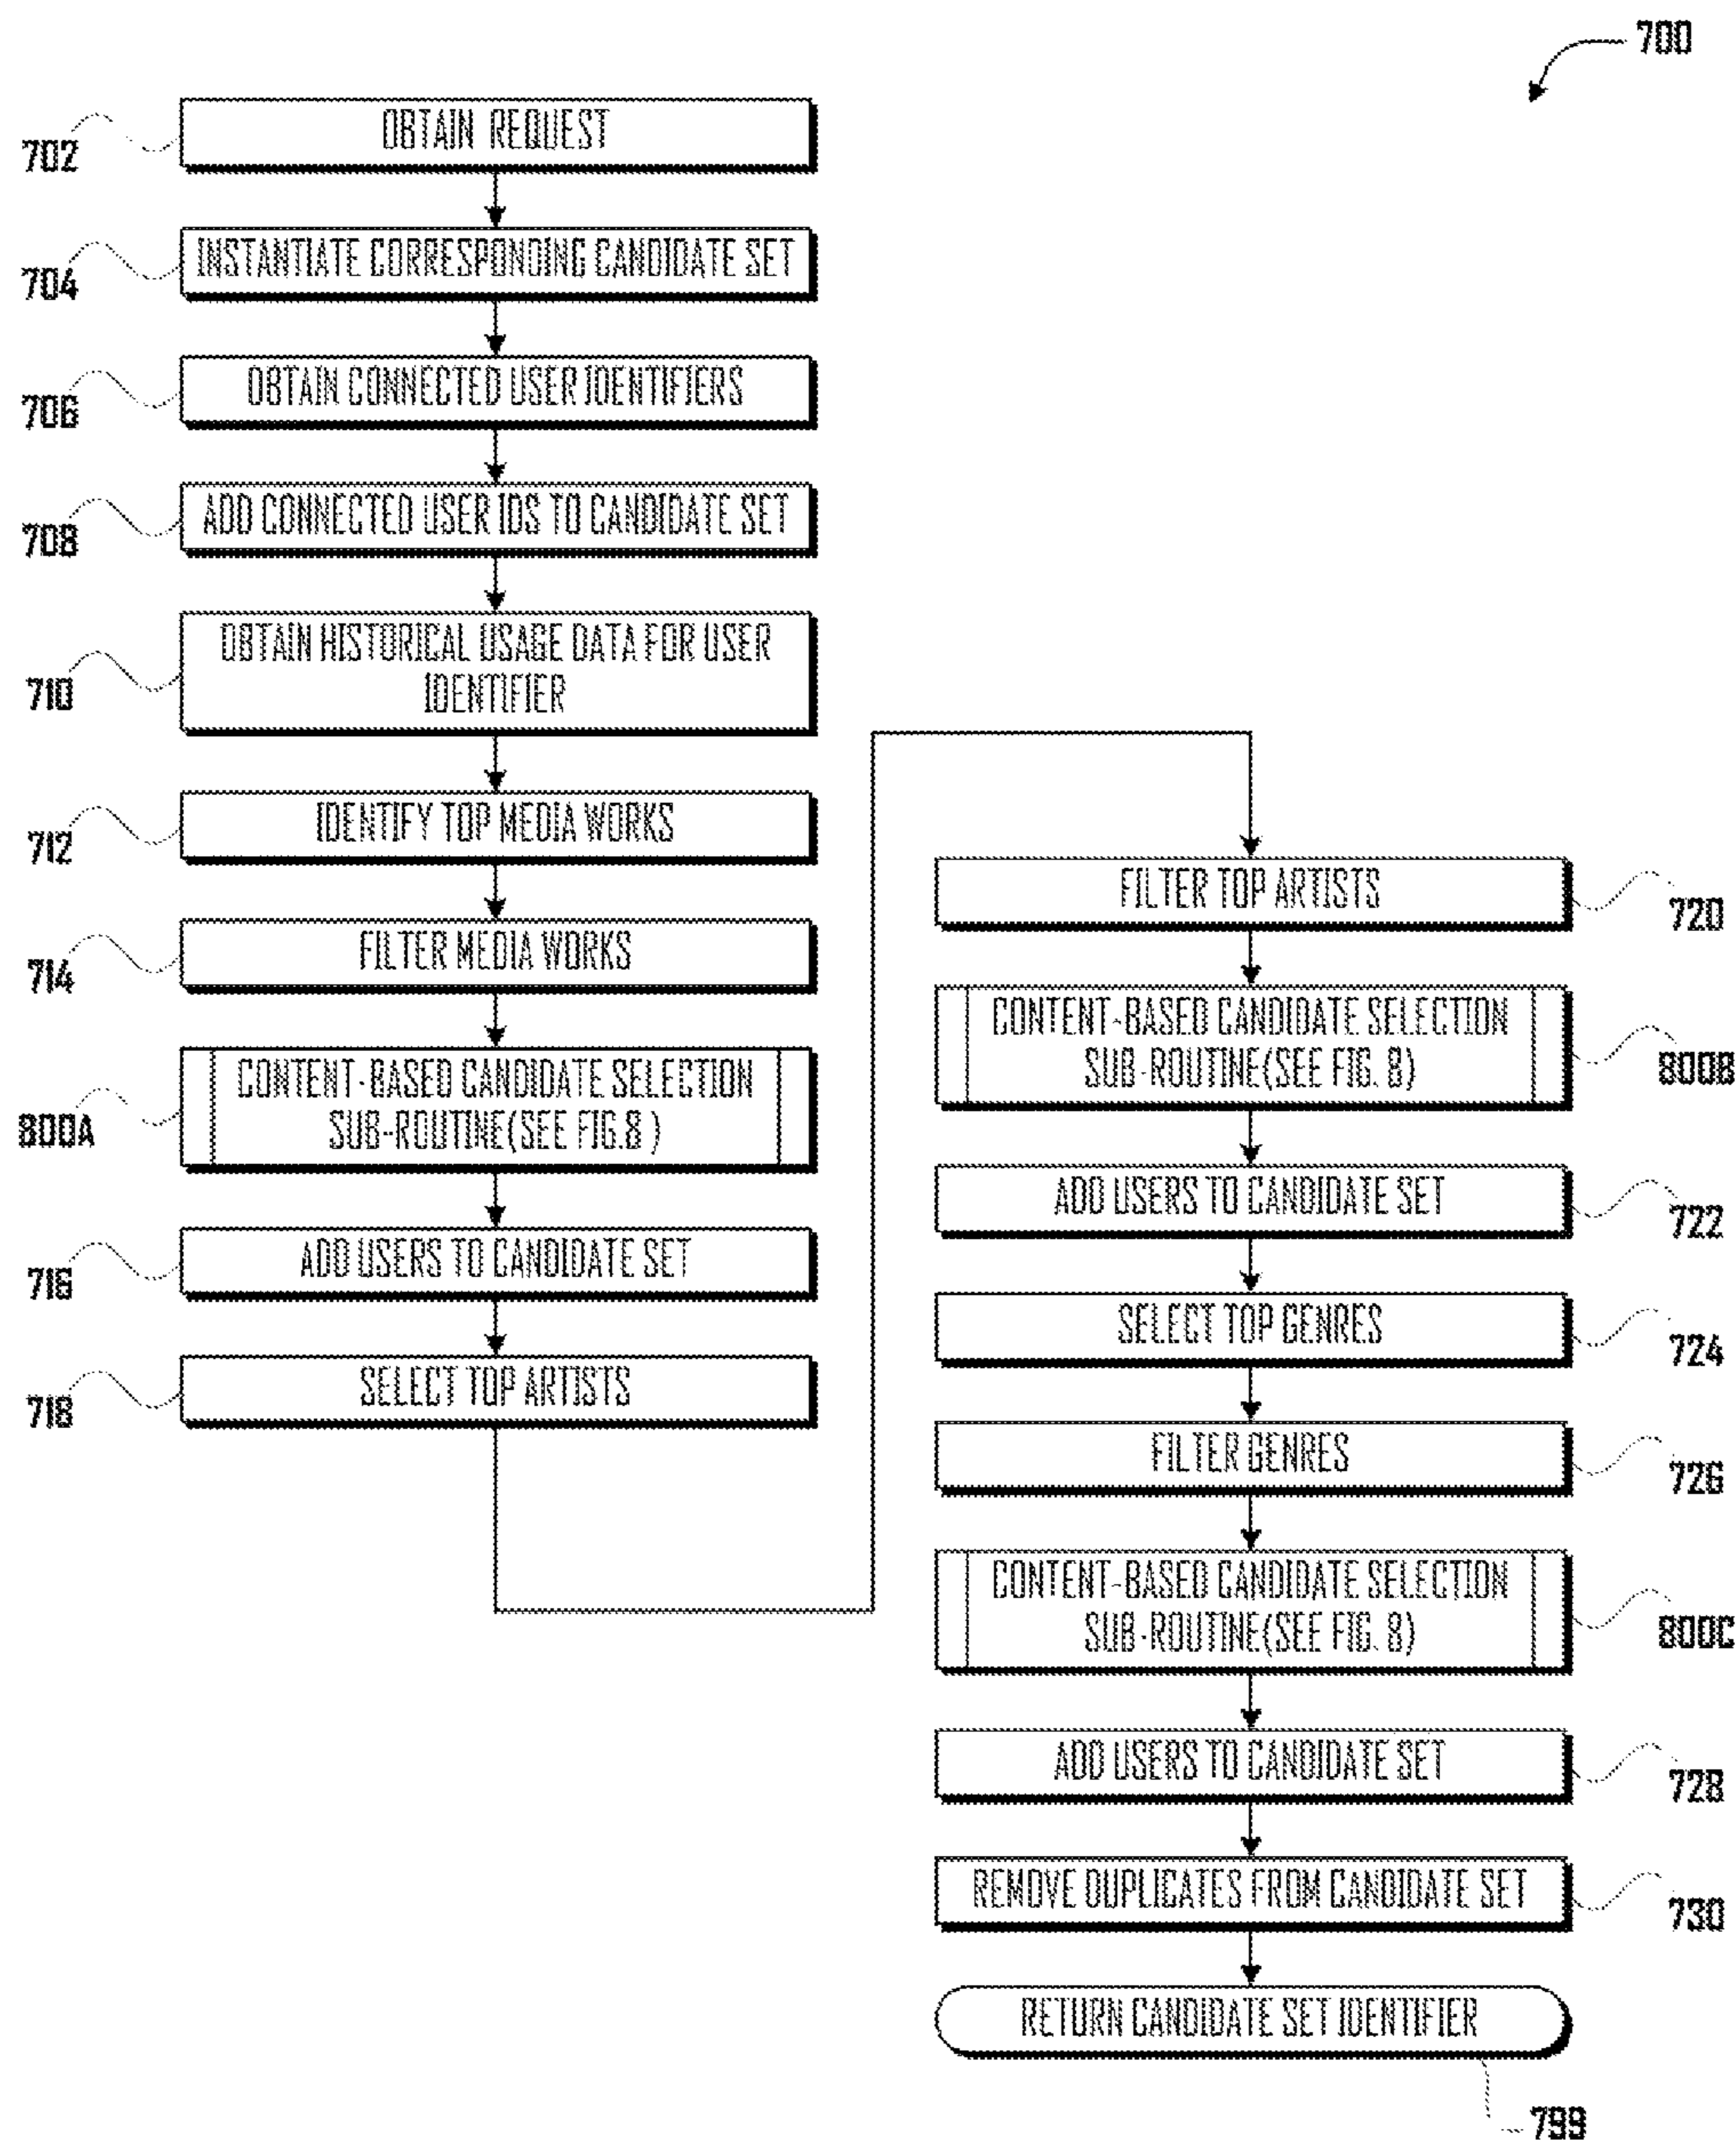 700
702
OBTAIN REQUEST
704
INSTANTIATE CORRESPONDING CANDIDATE SET
706
OBTAIN CONNECTED USER IDENTIFIERS
708
ADD CONNECTED USER IDS TO CANDIDATE SET
710
OBTAIN HISTORICAL USAGE DATA FOR USER
IDENTIFIER
712
IDENTIFY TOP MEDIA WORKS
714
FILTER MEDIA WORKS
800A
CONTENT-BASED CANDIDATE SELECTION
SUB-ROUTINE(SEE FIG.8 )
716
ADD USERS TO CANDIDATE SET
718
SELECT TOP ARTISTS
FILTER TOP ARTISTS
720
CONTENT-BASED CANDIDATE SELECTION
SUB-ROUTINE(SEE FIG. 8)
800B
ADD USERS TO CANDIDATE SET
722
SELECT TOP GENRES
724
FILTER GENRES
726
CONTENT-BASED CANDIDATE SELECTION
SUB-ROUTINE(SEE FIG. 8)
800C
ADD USERS TO CANDIDATE SET
728
REMOVE DUPLICATES FROM CANDIDATE SET
730
RETURN CANDIDATE SET IDENTIFIER
799